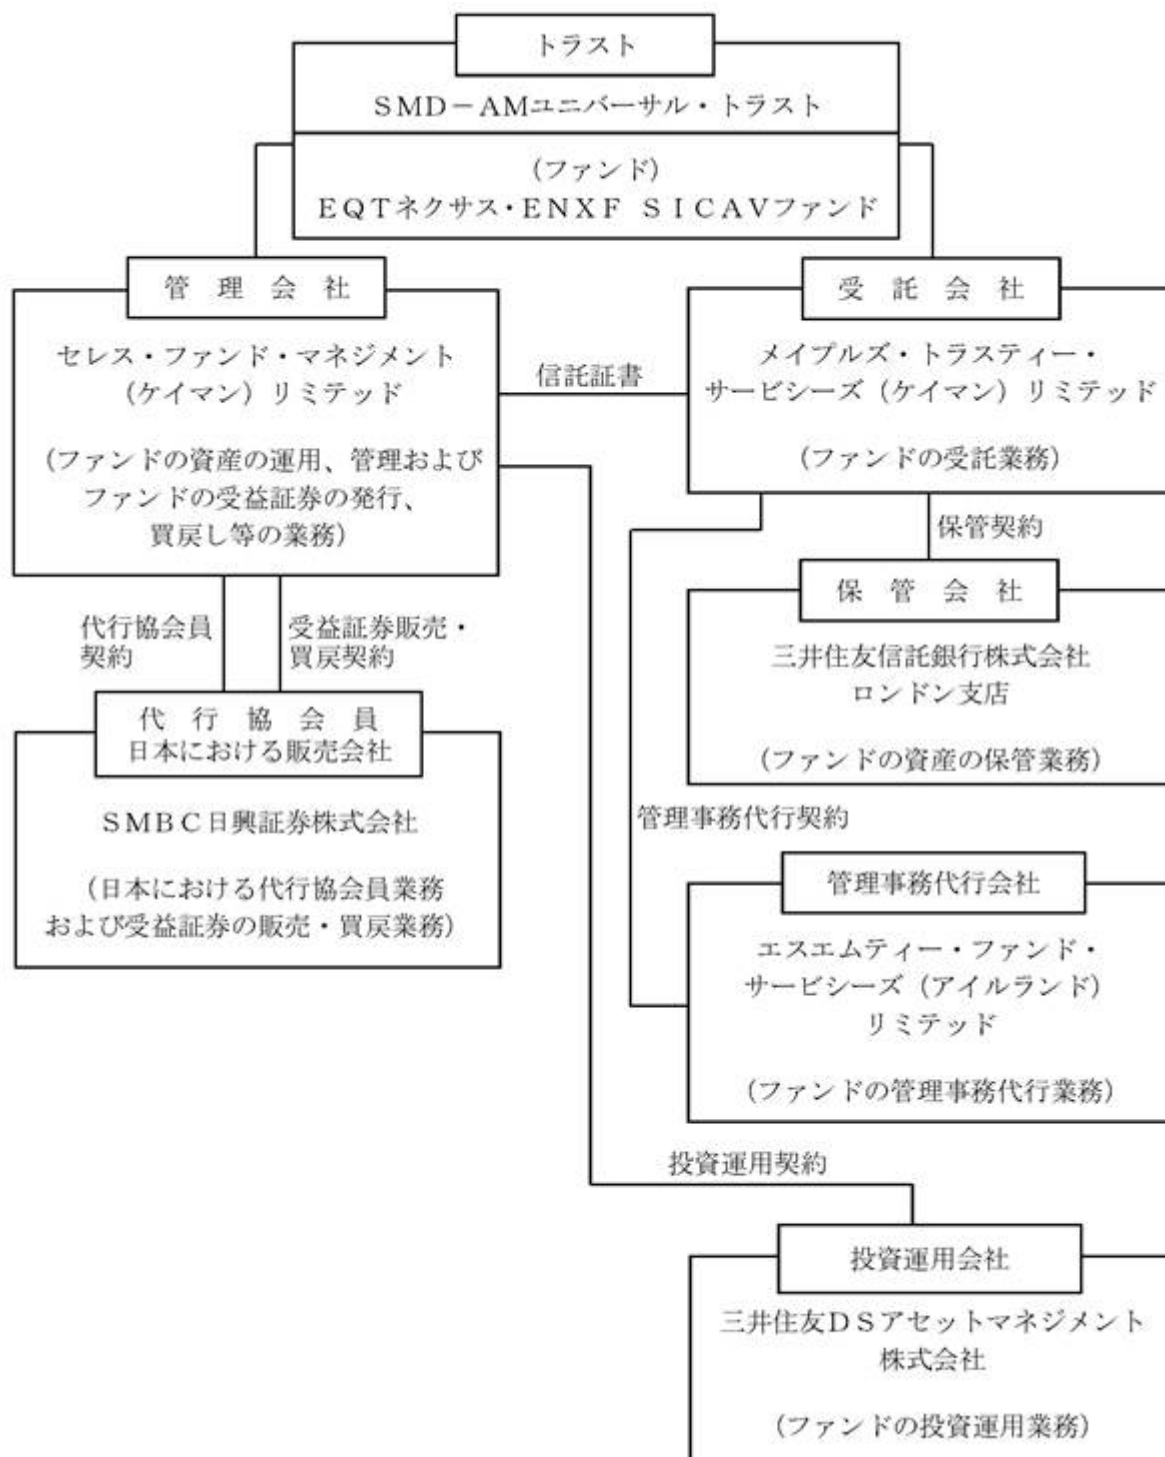 トラスト
SMD－AMユニバーサル・トラスト
（ファンド）
EQTネクサス・ENXF SICAVファンド
管理会社
セレス・ファンド・マネジメント
（ケイマン）リミテッド
（ファンドの資産の運用、管理および
ファンドの受益証券の発行、
買戻し等の業務）
信託証書
受託会社
メイプルズ・トラスティー・
サービシーズ（ケイマン）リミテッド
（ファンドの受託業務）
保管契約
保管会社
三井住友信託銀行株式会社
ロンドン支店
（ファンドの資産の保管業務）
代行協会員
契約
受益証券販売・
買戻契約
代行協会員
日本における販売会社
SMBC日興証券株式会社
（日本における代行協会員業務
および受益証券の販売・買戻業務）
管理事務代行契約
管理事務代行会社
エスエムティー・ファンド・
サービシーズ（アイルランド）
リミテッド
（ファンドの管理事務代行業務）
投資運用契約
投資運用会社
三井住友DSアセットマネジメント
株式会社
（ファンドの投資運用業務）